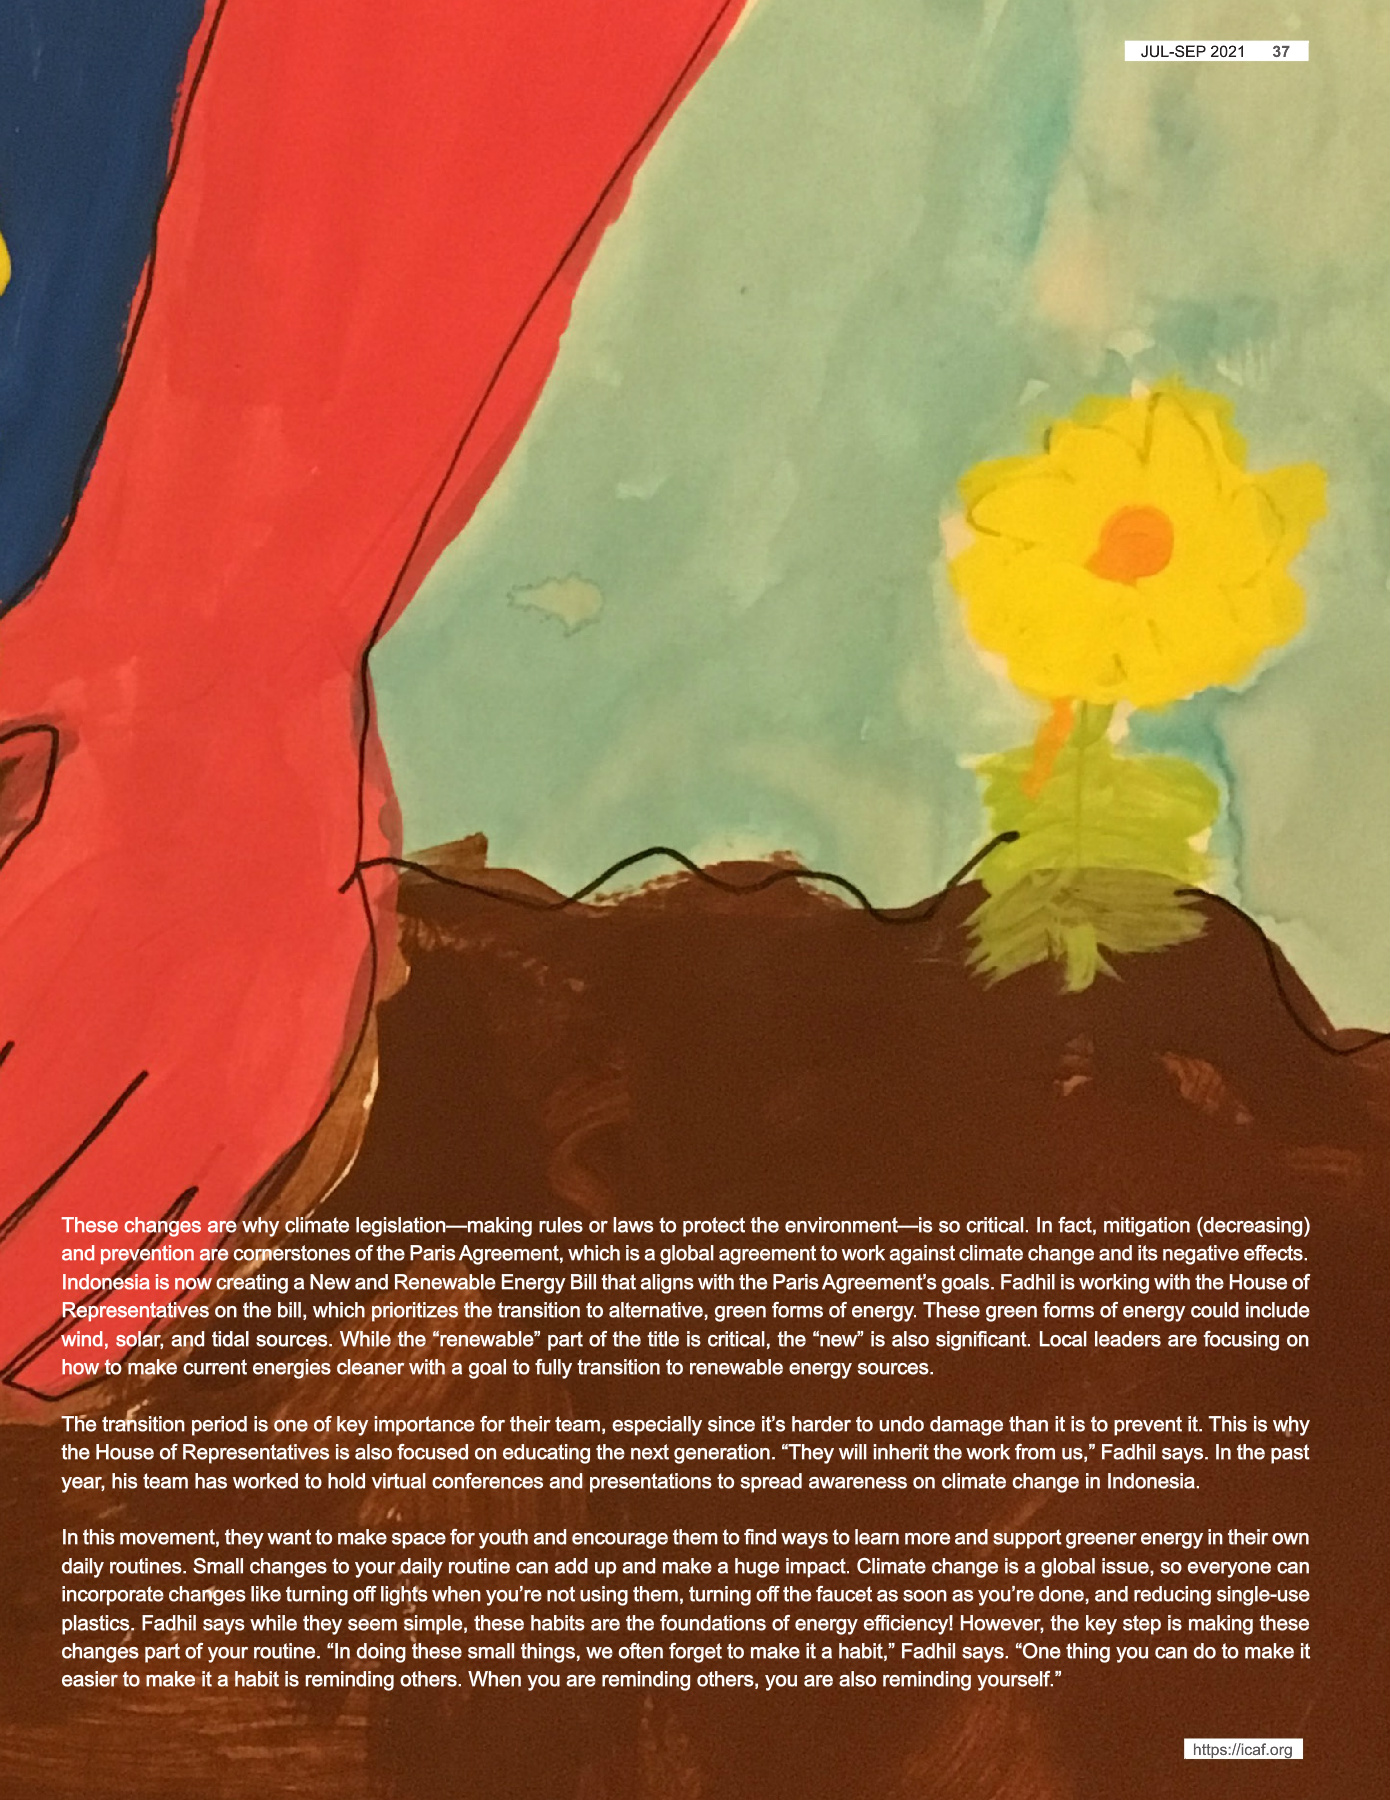 JUL-SEP 2021 37
These changes are why climate legislation—making rules or laws to protect the environment—is so critical. In fact, mitigation (decreasing)
and prevention are cornerstones of the Paris Agreement, which is a global agreement to work against climate change and its negative effects.
Indonesia is now creating a New and Renewable Energy Bill that aligns with the Paris Agreement’s goals. Fadhil is working with the House of
Representatives on the bill, which prioritizes the transition to alternative, green forms of energy. These green forms of energy could include
wind, solar, and tidal sources. While the “renewable” part of the title is critical, the “new” is also significant. Local leaders are focusing on
how to make current energies cleaner with a goal to fully transition to renewable energy sources.
The transition period is one of key importance for their team, especially since it’s harder to undo damage than it is to prevent it. This is why
the House of Representatives is also focused on educating the next generation. “They will inherit the work from us,” Fadhil says. In the past
year, his team has worked to hold virtual conferences and presentations to spread awareness on climate change in Indonesia.
In this movement, they want to make space for youth and encourage them to find ways to learn more and support greener energy in their own
daily routines. Small changes to your daily routine can add up and make a huge impact. Climate change is a global issue, so everyone can
incorporate changes like turning off lights when you’re not using them, turning off the faucet as soon as you’re done, and reducing single-use
plastics. Fadhil says while they seem simple, these habits are the foundations of energy efficiency! However, the key step is making these
changes part of your routine. “In doing these small things, we often forget to make it a habit,” Fadhil says. “One thing you can do to make it
easier to make it a habit is reminding others. When you are reminding others, you are also reminding yourself.”
https://icaf.org